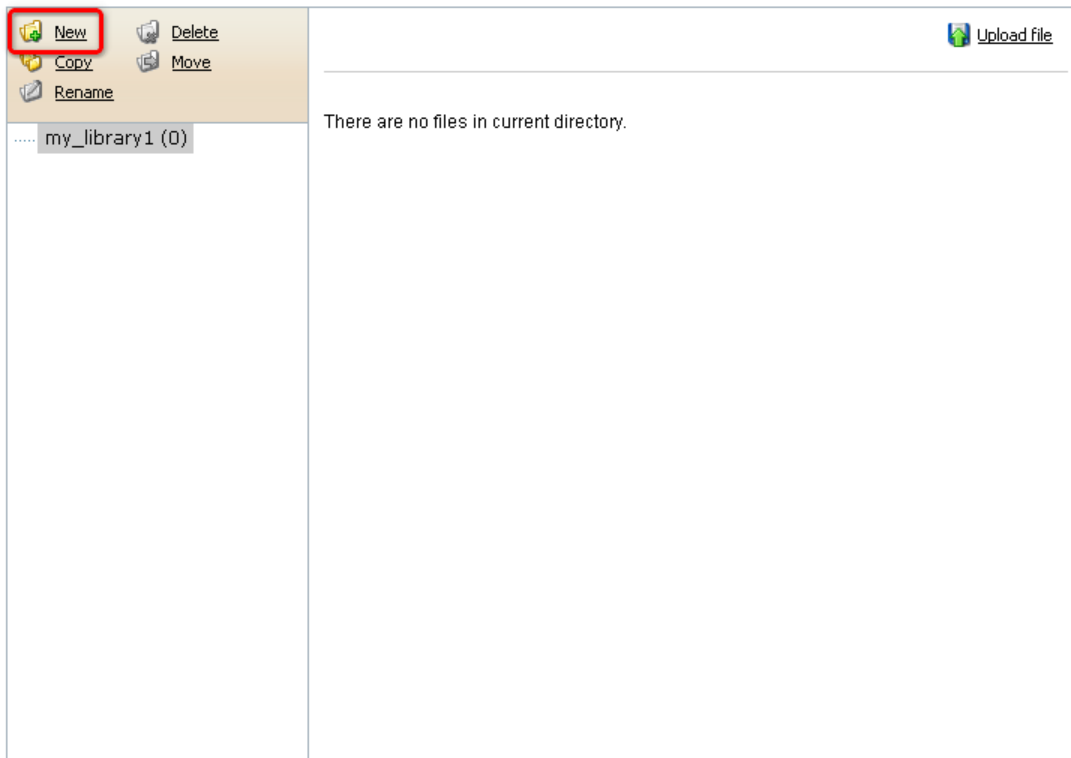 New Delete
Copy Move
Rename
my_library1 (0)
Upload file
There are no files in current directory.